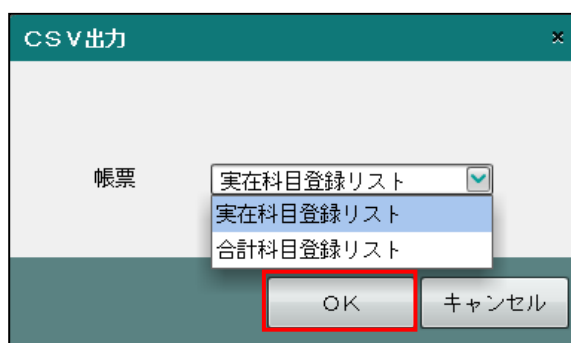 ＣＳＶ出力
×
帳票
実在科目登録リスト
実在科目登録リスト
合計科目登録リスト
ＯＫ
キャンセル